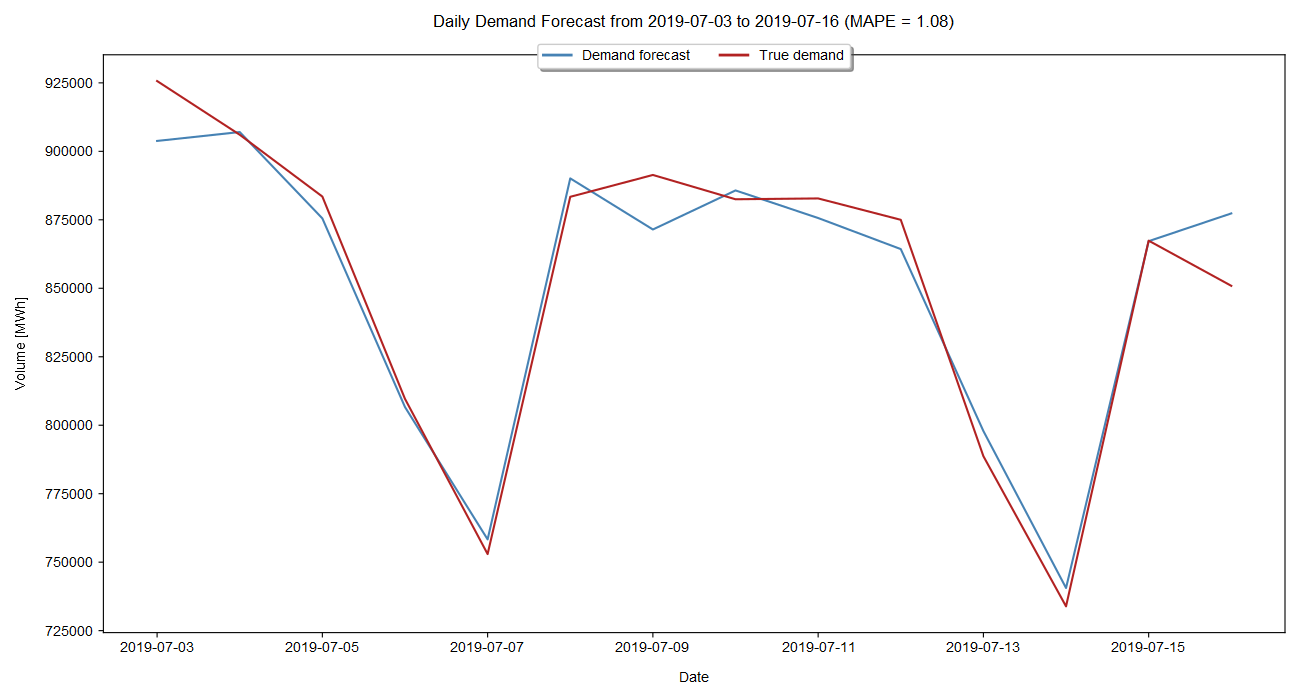 Daily Demand Forecast from 2019-07-03 to 2019-07-16 (MAPE = 1.08)
Demand forecast True demand
925000
900000
875000
850000
825000
800000
775000
750000
725000
Volume [MWh]
2019-07-03 2019-07-05 2019-07-07 2019-07-09 2019-07-11 2019-07-13 2019-07-15
Date